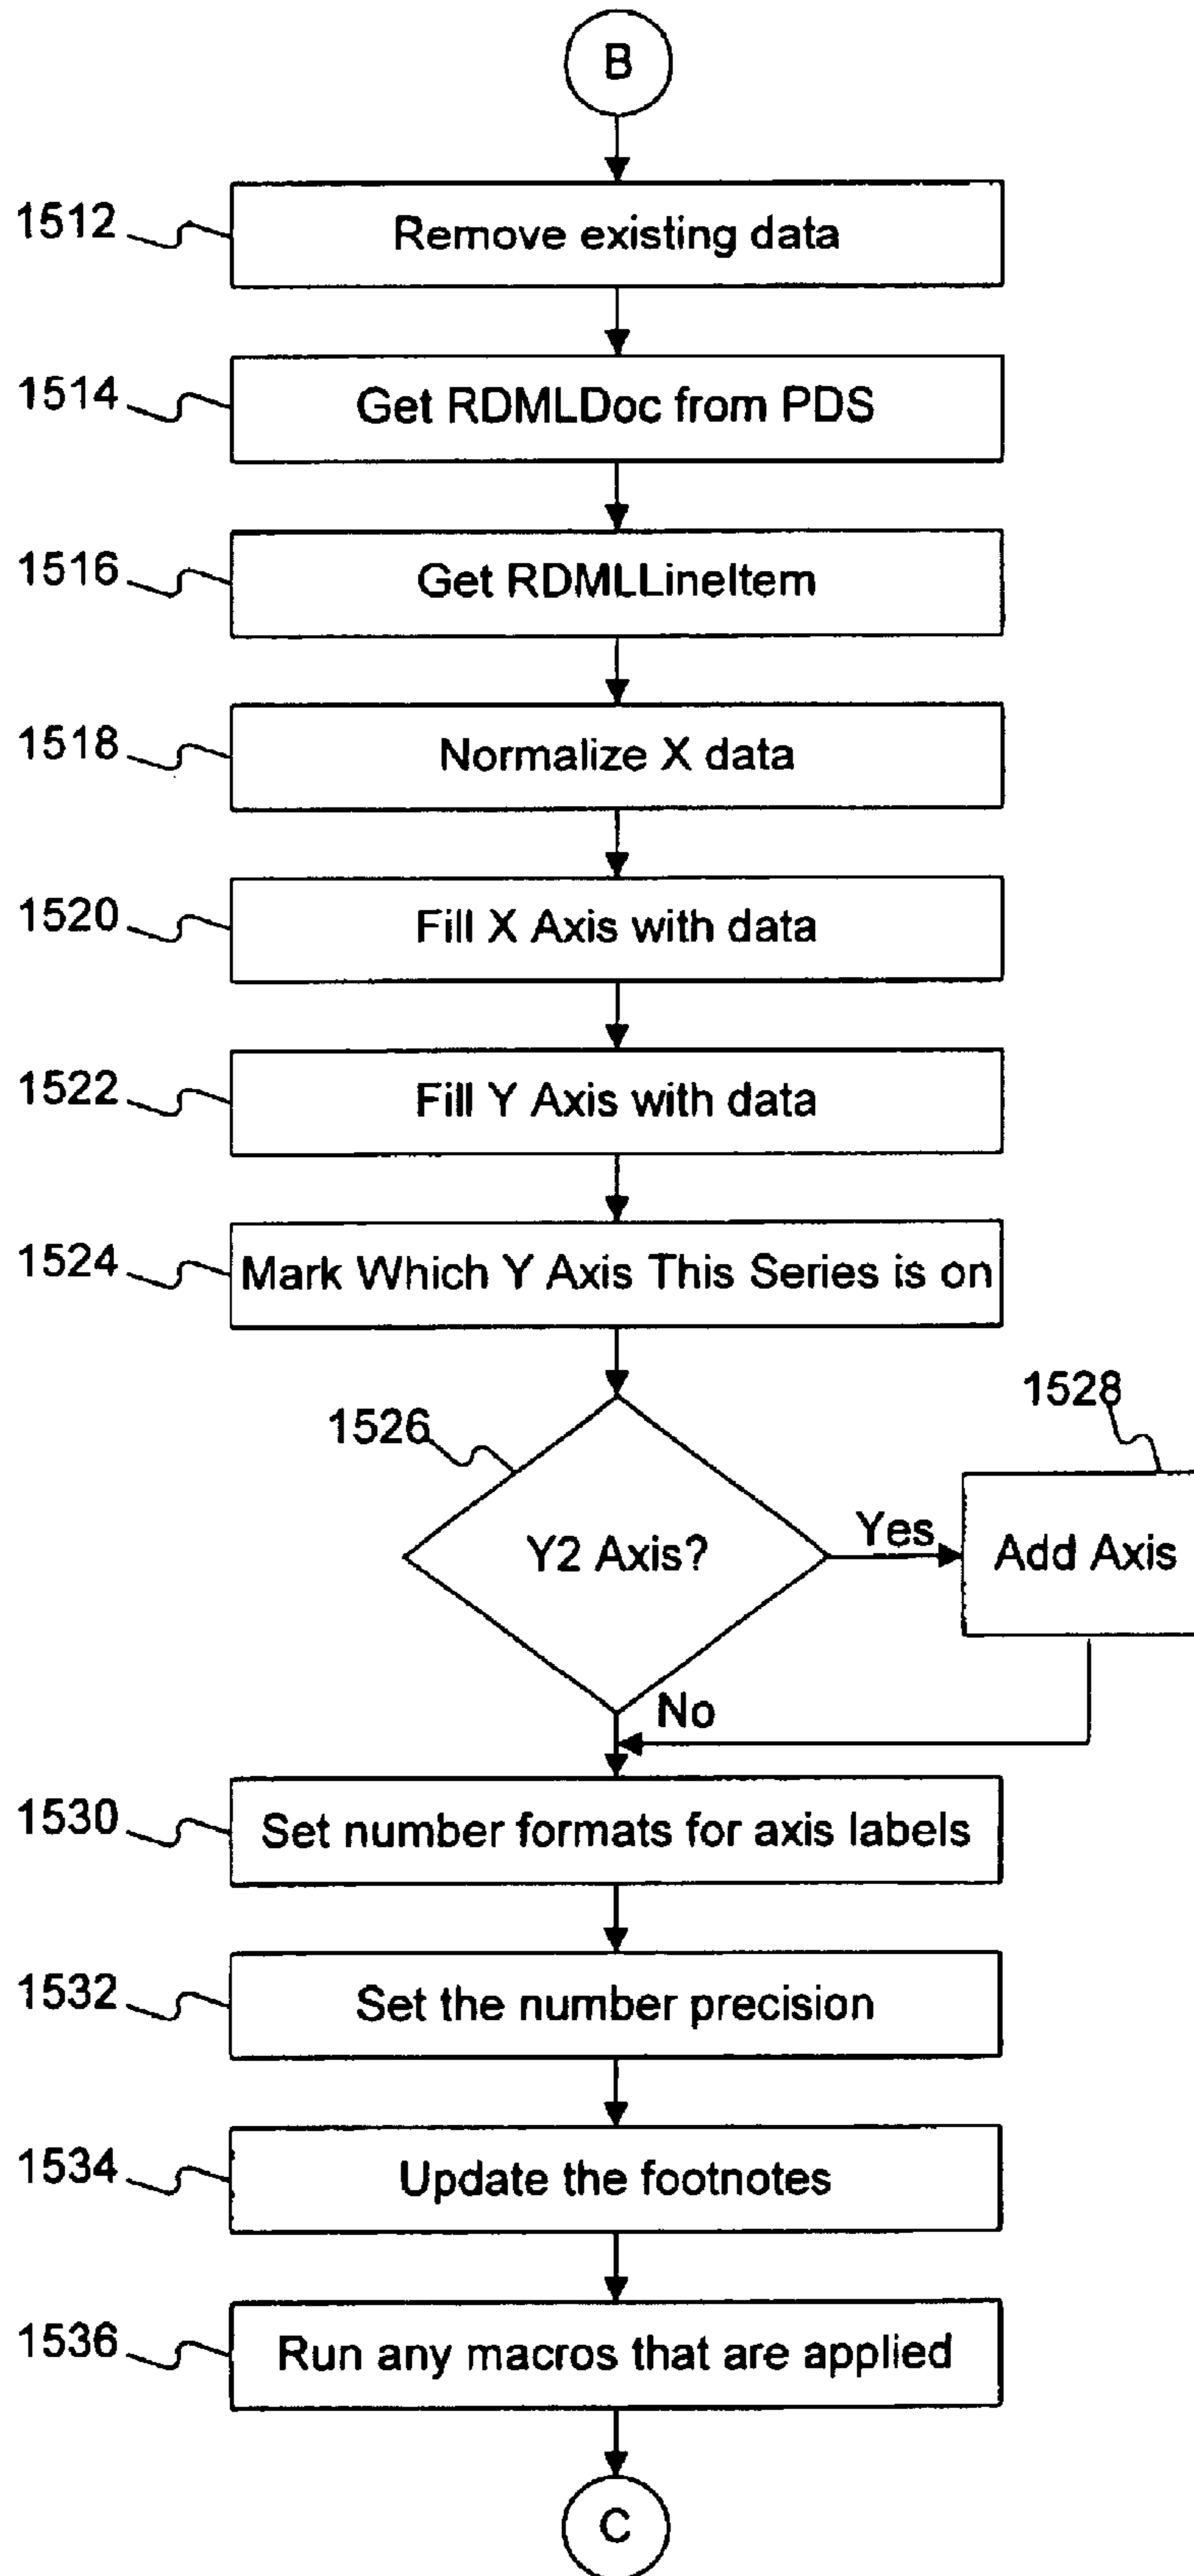 B
1512
Remove existing data
1514
Get RDMLDoc from PDS
1516
Get RDMLLineItem
1518
Normalize X data
1520
Fill X Axis with data
1522
Fill Y Axis with data
1524
Mark Which Y Axis This Series is on
1528
1526
Y2 Axis?
Yes
Add Axis
No
1530
Set number formats for axis labels
1532
Set the number precision
1534
Update the footnotes
1536
Run any macros that are applied
C